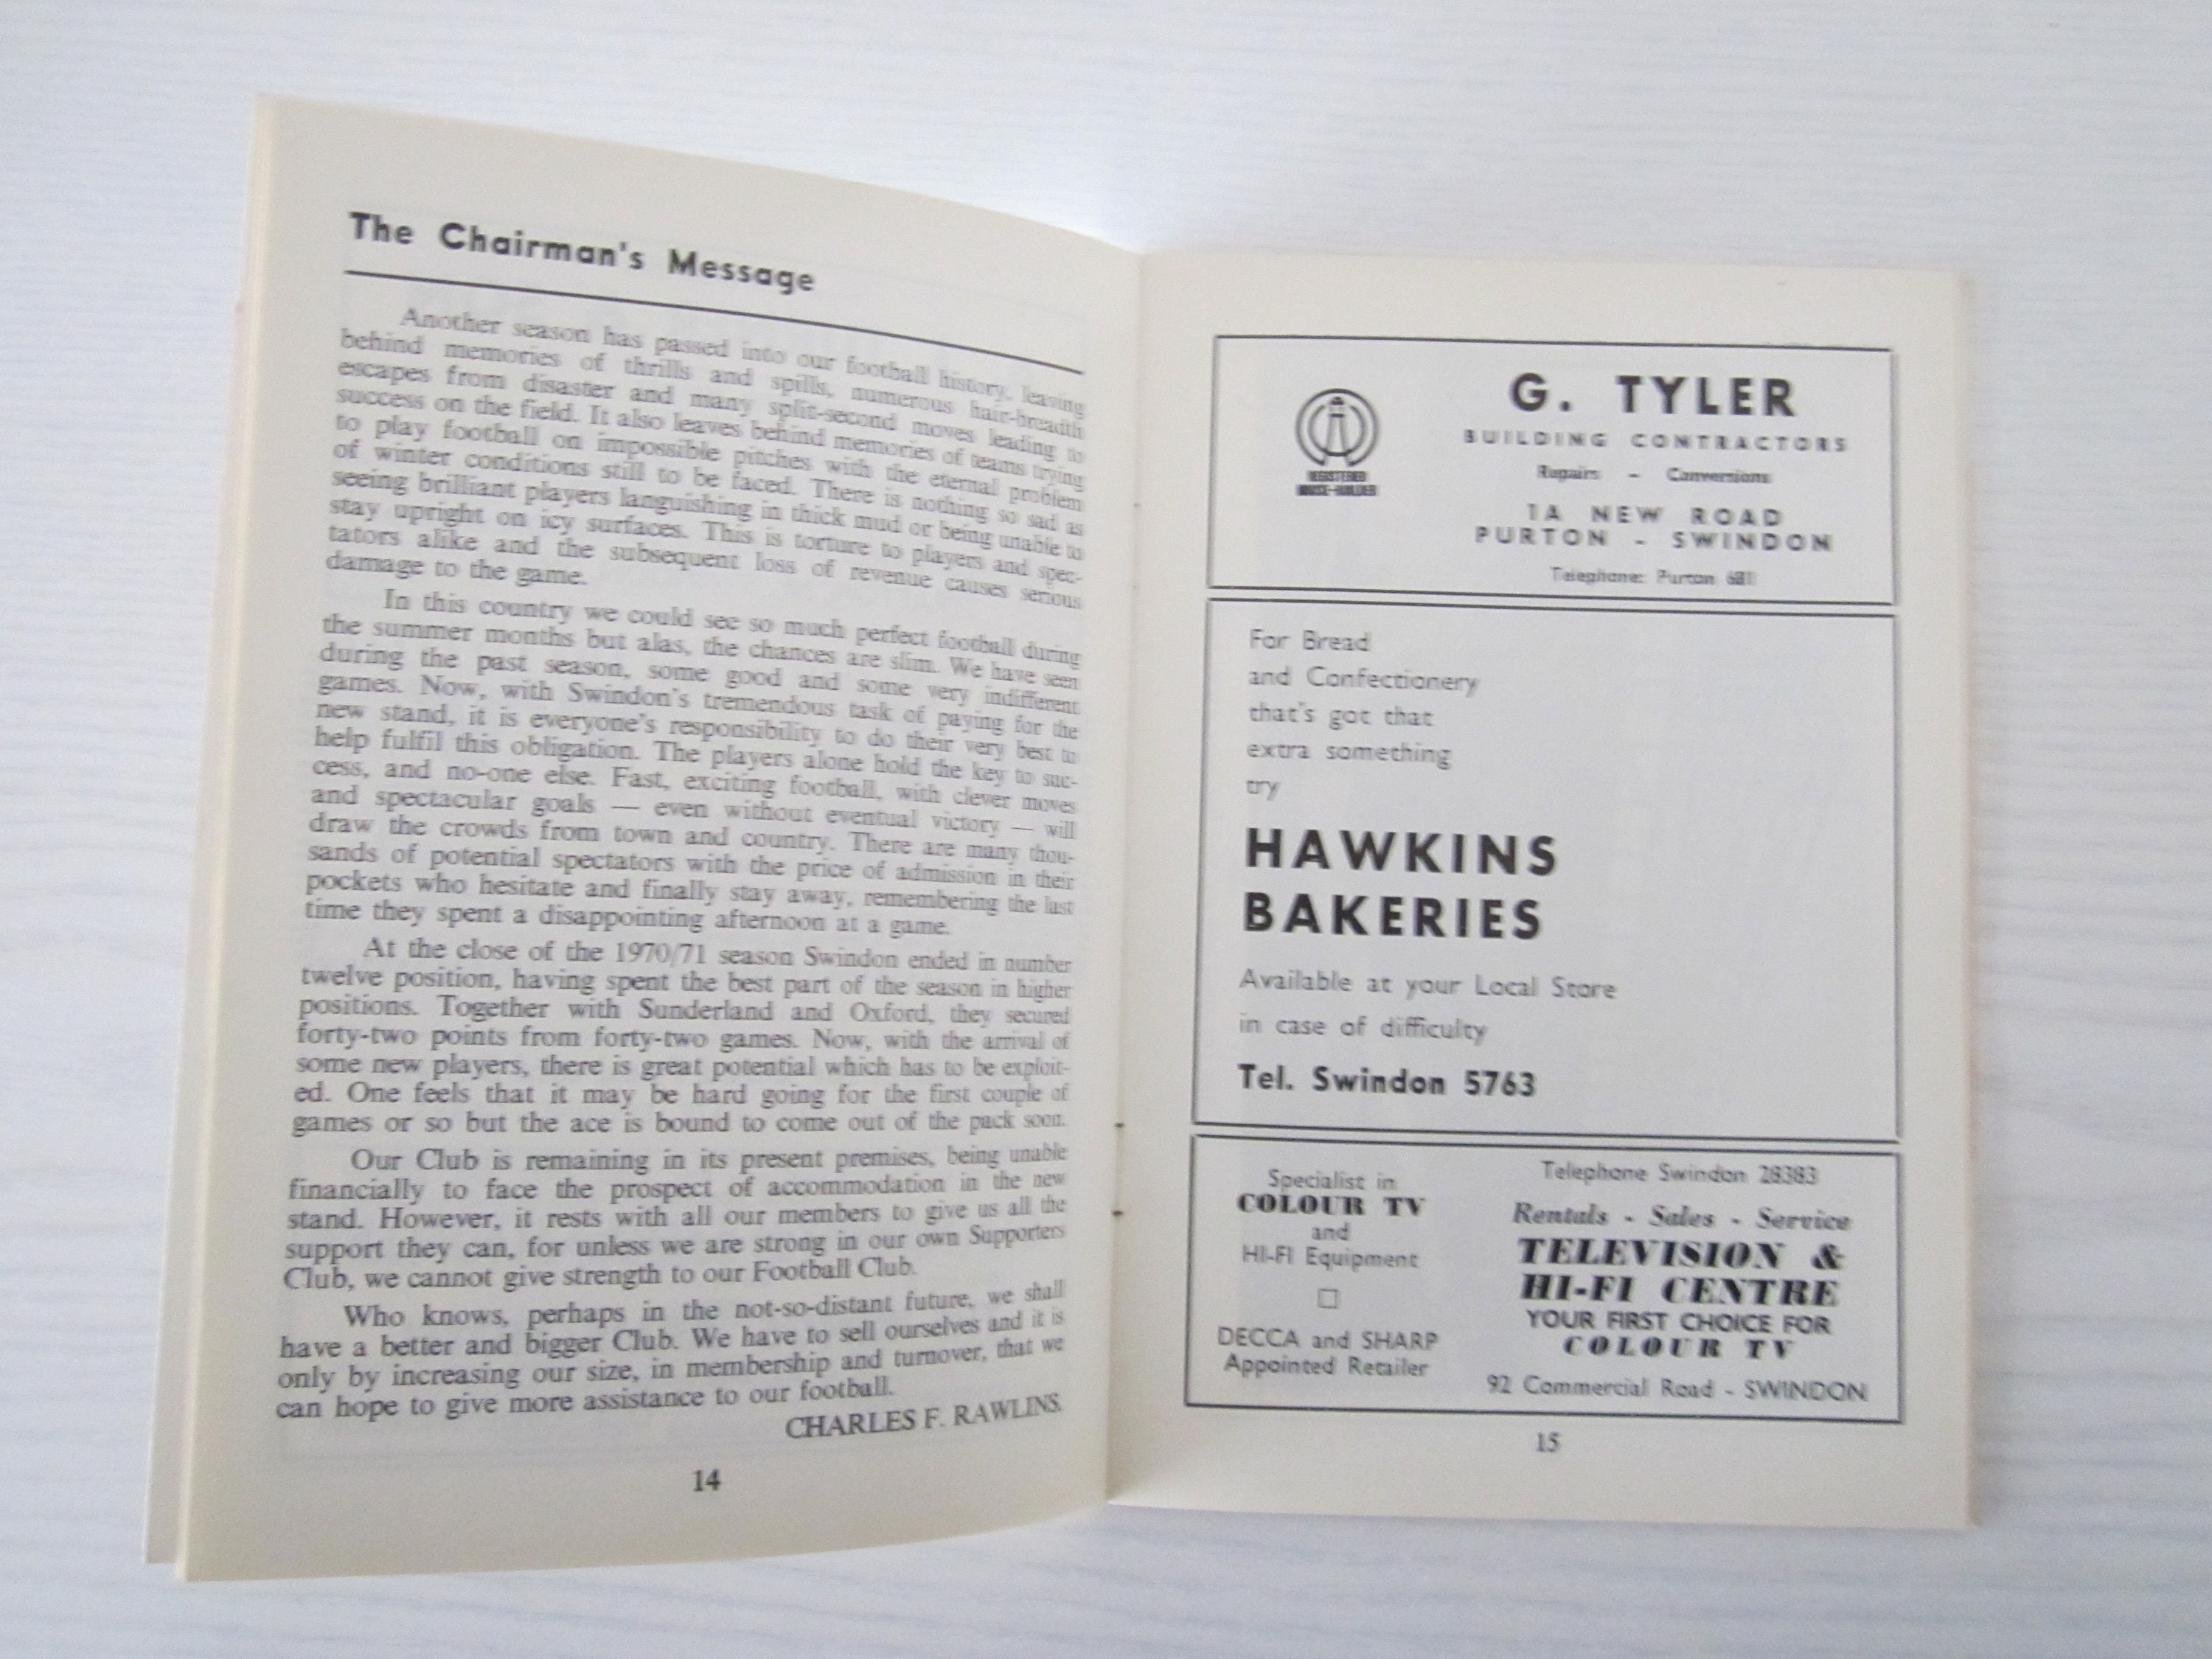 The Chairman's Message
Another season has passed into our football history, leaving
behind memories of thrills and spills, numerous hair-breadth
escapes from disaster and many split-second moves leading to
success on the field. It also leaves behind memories of teams trying
to play football on impossible pitches with the eternal problem
of winter conditions still to be faced. There is nothing so sad as
seeing brilliant players languishing in thick mud or being unable to
stay upright on icy surfaces. This is torture to players and spec-
tators alike and the subsequent loss of revenue causes serious
damage to the game.
In this country we could see so much perfect football during
the summer months but alas, the chances are slim. We have seen
during the past season, some good and some very indifferent
games. Now, with Swindon's tremendous task of paying for the
new stand, it is everyone's responsibility to do their very best to
help fulfil this obligation. The players alone hold the key to suc-
cess, and no-one else. Fast, exciting football, with clever moves
and spectacular goals — even without eventual victory — will
draw the crowds from town and country. There are many thou-
sands of potential spectators with the price of admission in their
pockets who hesitate and finally stay away, remembering the last
time they spent a disappointing afternoon at a game.
At the close of the 1970/71 season Swindon ended in number
twelve position, having spent the best part of the season in higher
positions. Together with Sunderland and Oxford, they secured
forty-two points from forty-two games. Now, with the arrival of
some new players, there is great potential which has to be exploit-
ed. One feels that it may be hard going for the first couple of
games or so but the ace is bound to come out of the pack soon.
Our Club is remaining in its present premises, being unable
financially to face the prospect of accommodation in the new
stand. However, it rests with all our members to give us all the
support they can, for unless we are strong in our own Supporters
Club, we cannot give strength to our Football Club.
Who knows, perhaps in the not-so-distant future, we shall
have a better and bigger Club. We have to sell ourselves and it is
only by increasing our size, in membership and turnover, that we
can hope to give more assistance to our football.
CHARLES F. RAWLINS.
14
REGISTERED
HOUSE-BUILDER
G. TYLER
BUILDING CONTRACTORS
Repairs - Conversions
1A NEW ROAD
PURTON - SWINDON
Telephone: Purton 681
For Bread
and Confectionery
that's got that
extra something
try
HAWKINS
BAKERIES
Available at your Local Store
in case of difficulty
Tel. Swindon 5763
Specialist in
COLOUR TV
and
HI-FI Equipment
DECCA and SHARP
Appointed Retailer
Telephone Swindon 28383
Rentals - Sales - Service
TELEVISION &
HI-FI CENTRE
YOUR FIRST CHOICE FOR
COLOUR TV
92 Commercial Road - SWINDON
15